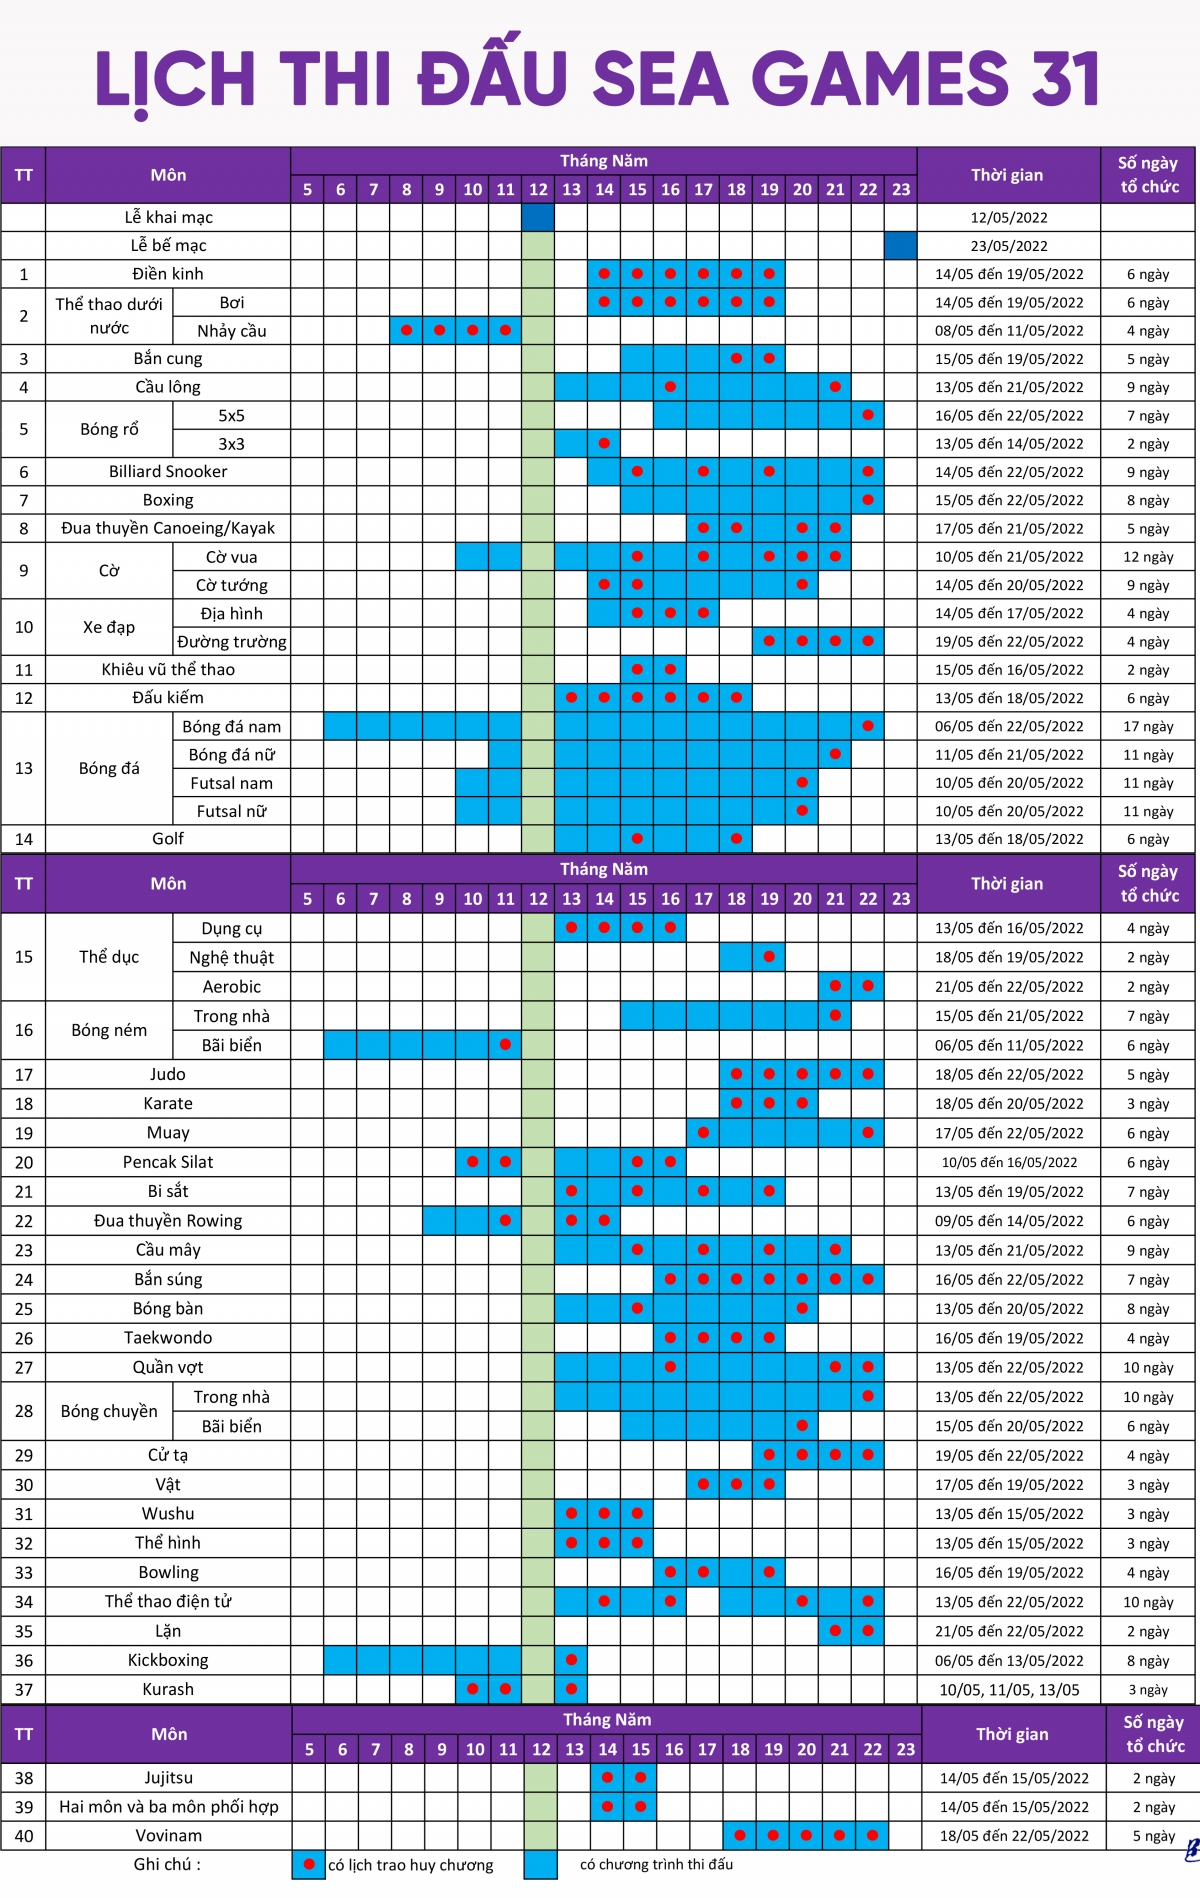 LỊCH THI ĐẤU SEA GAMES 31
TT Môn Tháng Năm Thời gian Số ngày tổ chức
5 6 7 8 9 10 11 12 13 14 15 16 17 18 19 20 21 22 23
Lễ khai mạc 12/05/2022
Lễ bế mạc 23/05/2022
1 Điền kinh 14/05 đến 19/05/2022 6 ngày
2 Thể thao dưới nước Bơi 14/05 đến 19/05/2022 6 ngày
Nhảy cầu 08/05 đến 11/05/2022 4 ngày
3 Bắn cung 15/05 đến 19/05/2022 5 ngày
4 Cầu lông 13/05 đến 21/05/2022 9 ngày
5 Bóng rổ 5x5 16/05 đến 22/05/2022 7 ngày
3x3 13/05 đến 14/05/2022 2 ngày
6 Billiard Snooker 14/05 đến 22/05/2022 9 ngày
7 Boxing 15/05 đến 22/05/2022 8 ngày
8 Đua thuyền Canoeing/Kayak 17/05 đến 21/05/2022 5 ngày
9 Cờ Cờ vua 10/05 đến 21/05/2022 12 ngày
Cờ tướng 14/05 đến 20/05/2022 9 ngày
10 Xe đạp Địa hình 14/05 đến 17/05/2022 4 ngày
Đường trường 19/05 đến 22/05/2022 4 ngày
11 Khiêu vũ thể thao 15/05 đến 16/05/2022 2 ngày
12 Đấu kiếm 13/05 đến 18/05/2022 6 ngày
13 Bóng đá Bóng đá nam 06/05 đến 22/05/2022 17 ngày
Bóng đá nữ 11/05 đến 21/05/2022 11 ngày
Futsal nam 10/05 đến 20/05/2022 11 ngày
Futsal nữ 10/05 đến 20/05/2022 11 ngày
14 Golf 13/05 đến 18/05/2022 6 ngày
TT Môn Tháng Năm Thời gian Số ngày tổ chức
5 6 7 8 9 10 11 12 13 14 15 16 17 18 19 20 21 22 23
15 Thể dục Dụng cụ 13/05 đến 16/05/2022 4 ngày
Nghệ thuật 18/05 đến 19/05/2022 2 ngày
Aerobic 21/05 đến 22/05/2022 2 ngày
16 Bóng ném Trong nhà 15/05 đến 21/05/2022 7 ngày
Bãi biển 06/05 đến 11/05/2022 6 ngày
17 Judo 18/05 đến 22/05/2022 5 ngày
18 Karate 18/05 đến 20/05/2022 3 ngày
19 Muay 17/05 đến 22/05/2022 6 ngày
20 Pencak Silat 10/05 đến 16/05/2022 6 ngày
21 Bi sắt 13/05 đến 19/05/2022 7 ngày
22 Đua thuyền Rowing 09/05 đến 14/05/2022 6 ngày
23 Cầu mây 13/05 đến 21/05/2022 9 ngày
24 Bắn súng 16/05 đến 22/05/2022 7 ngày
25 Bóng bàn 13/05 đến 20/05/2022 8 ngày
26 Taekwondo 16/05 đến 19/05/2022 4 ngày
27 Quần vợt 13/05 đến 22/05/2022 10 ngày
28 Bóng chuyền Trong nhà 13/05 đến 22/05/2022 10 ngày
Bãi biển 15/05 đến 20/05/2022 6 ngày
29 Cử tạ 19/05 đến 22/05/2022 4 ngày
30 Vật 17/05 đến 19/05/2022 3 ngày
31 Wushu 13/05 đến 15/05/2022 3 ngày
32 Thể hình 13/05 đến 15/05/2022 3 ngày
33 Bowling 16/05 đến 19/05/2022 4 ngày
34 Thể thao điện tử 13/05 đến 22/05/2022 10 ngày
35 Lặn 21/05 đến 22/05/2022 2 ngày
36 Kickboxing 06/05 đến 13/05/2022 8 ngày
37 Kurash 10/05, 11/05, 13/05 3 ngày
TT Môn Tháng Năm Thời gian Số ngày tổ chức
5 6 7 8 9 10 11 12 13 14 15 16 17 18 19 20 21 22 23
38 Jujitsu 14/05 đến 15/05/2022 2 ngày
39 Hai môn và ba môn phối hợp 14/05 đến 15/05/2022 2 ngày
40 Vovinam 18/05 đến 22/05/2022 5 ngày
Ghi chú : có lịch trao huy chương có chương trình thi đấu